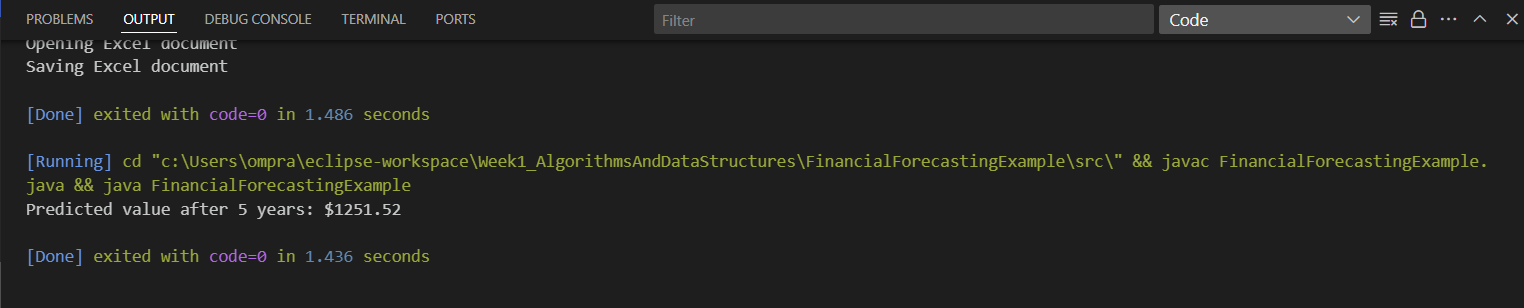 PROBLEMS OUTPUT DEBUG CONSOLE TERMINAL PORTS Filter Code
Opening Excel document
Saving Excel document
[Done] exited with code=0 in 1.486 seconds
[Running] cd "c:\Users\ompra\eclipse-workspace\Week1_AlgorithmsAndDataStructures\FinancialForecastingExample\src\" && javac FinancialForecastingExample.
java && java FinancialForecastingExample
Predicted value after 5 years: $1251.52
[Done] exited with code=0 in 1.436 seconds